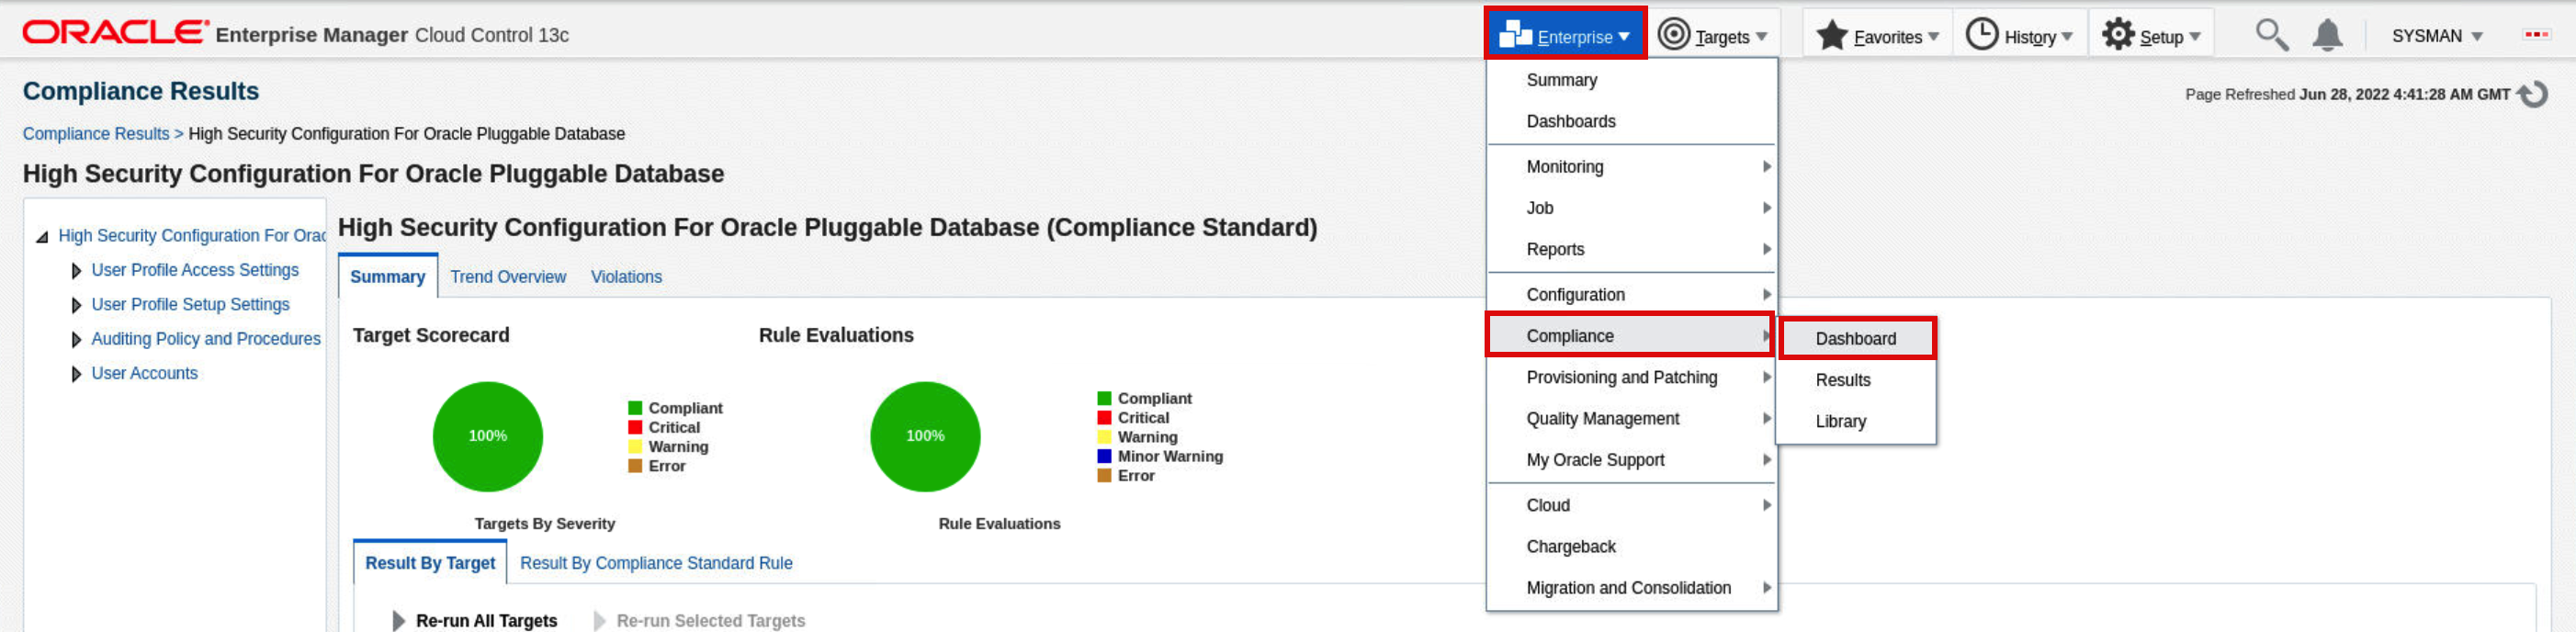 ORACLE Enterprise Manager Cloud Control 13c
Enterprise Targets Favorites History Setup SYSMAN
Compliance Results
Page Refreshed Jun 28, 2022 4:41:28 AM GMT
Compliance Results > High Security Configuration For Oracle Pluggable Database
High Security Configuration For Oracle Pluggable Database
High Security Configuration For Orac
User Profile Access Settings
User Profile Setup Settings
Auditing Policy and Procedures
User Accounts
High Security Configuration For Oracle Pluggable Database (Compliance Standard)
Summary Trend Overview Violations
Target Scorecard
100%
Compliant
Critical
Warning
Error
Targets By Severity
Rule Evaluations
100%
Compliant
Critical
Warning
Minor Warning
Error
Rule Evaluations
Result By Target Result By Compliance Standard Rule
Re-run All Targets Re-run Selected Targets
Summary
Dashboards
Monitoring
Job
Reports
Configuration
Compliance
Provisioning and Patching
Quality Management
My Oracle Support
Cloud
Chargeback
Migration and Consolidation
Dashboard
Results
Library